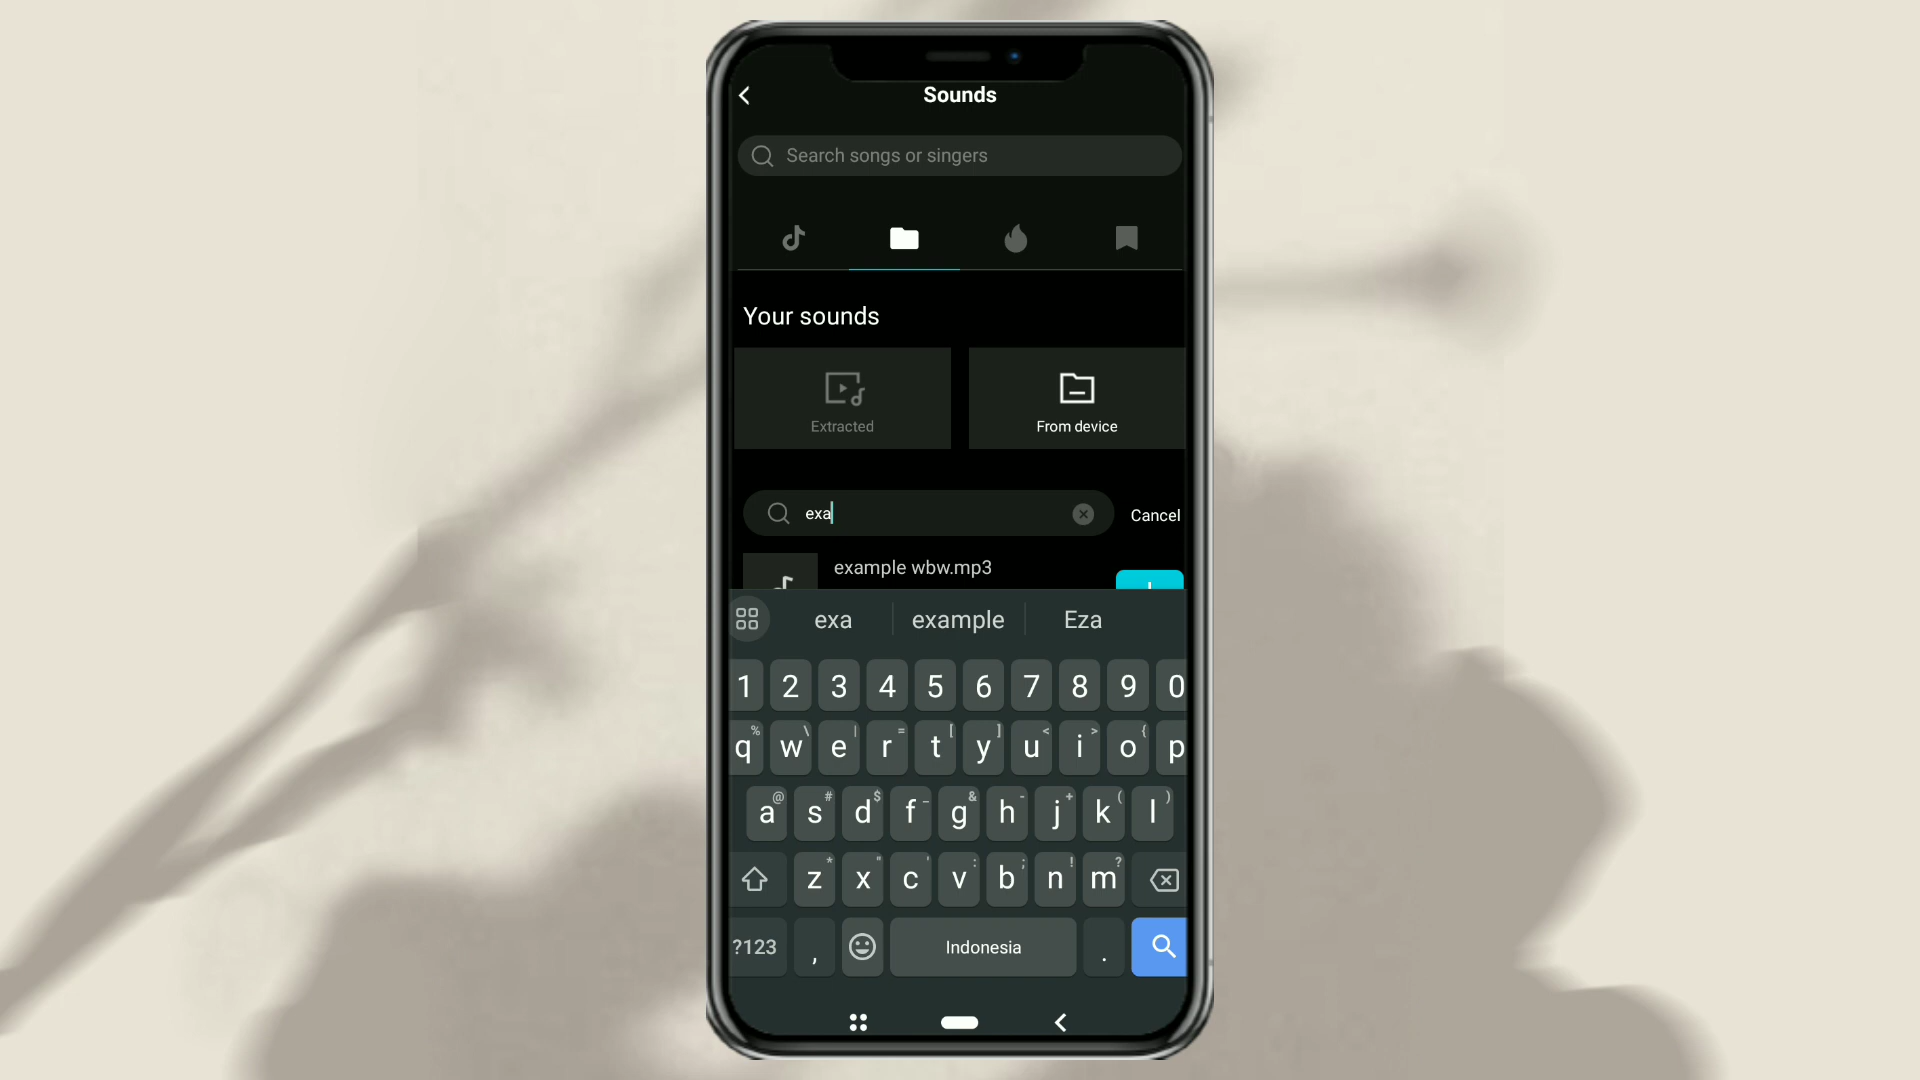 Sounds
Search songs or singers
Your sounds
Extracted
From device
exa
Cancel
example wbw.mp3
exa example Eza
1 2 3 4 5 6 7 8 9 0
q % w \ e | r = t [ y ] u < i > o { p
a @ s # d $ f _ g & h - j + k ( l )
z * x " c ' v : b ; n ! m ?
?123 , Indonesia .